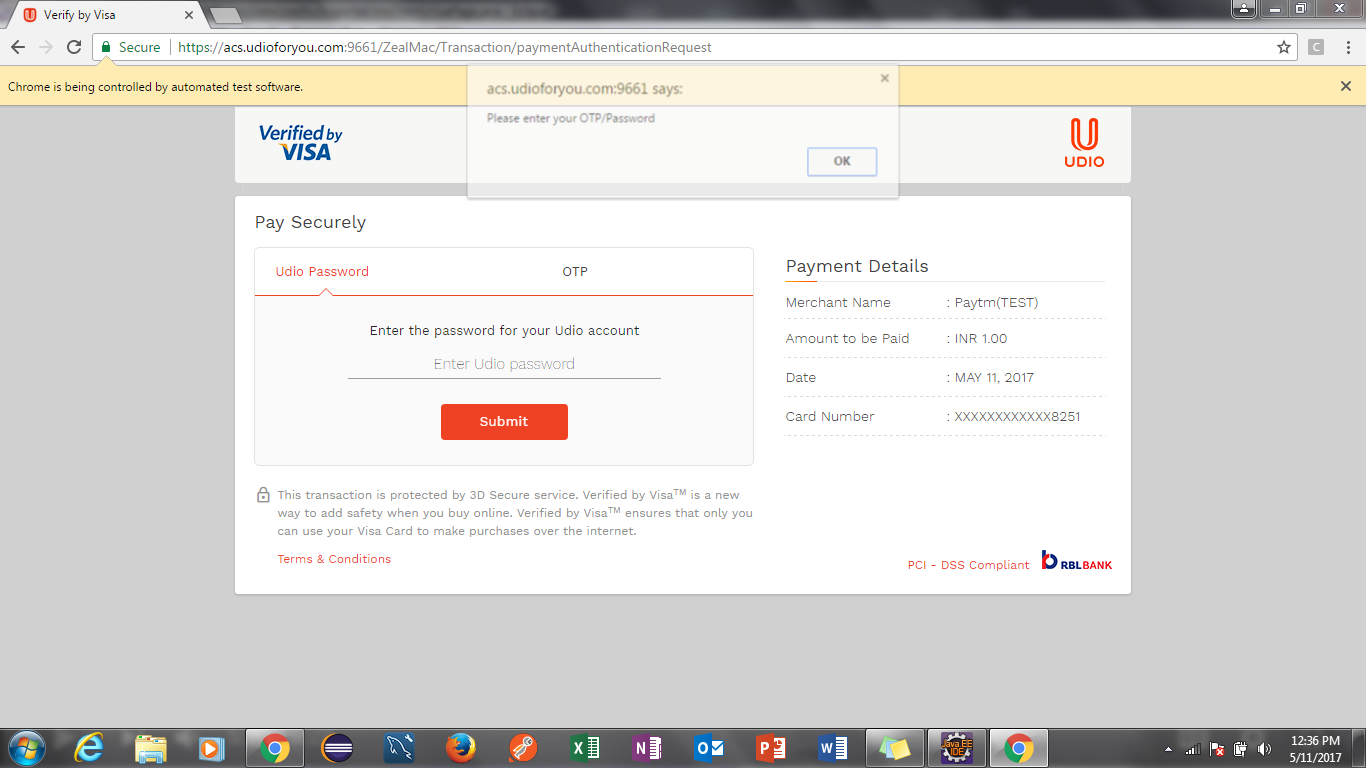 Verify by Visa
Secure https://acs.udioforyou.com:9661/ZealMac/Transaction/paymentAuthenticationRequest
C
Chrome is being controlled by automated test software.
acs.udioforyou.com:9661 says:
Please enter your OTP/Password
OK
Verified by
VISA
UDIO
Pay Securely
Udio Password OTP
Enter the password for your Udio account
Enter Udio password
Submit
Payment Details
Merchant Name : Paytm(TEST)
Amount to be Paid : INR 1.00
Date : MAY 11, 2017
Card Number : XXXXXXXXXXXX8251
This transaction is protected by 3D Secure service. Verified by Visa™ is a new
way to add safety when you buy online. Verified by Visa™ ensures that only you
can use your Visa Card to make purchases over the internet.
Terms & Conditions
PCI - DSS Compliant RBLBANK
Java EE
IDE
12:36 PM
5/11/2017